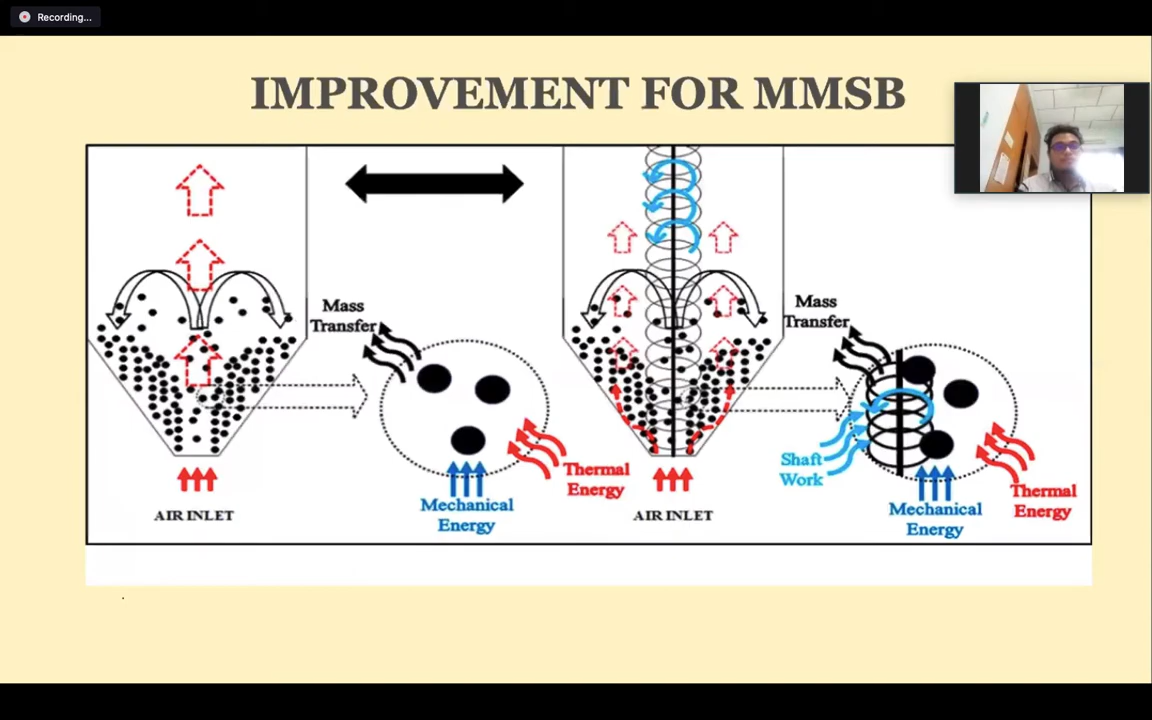 Recording...
IMPROVEMENT FOR MMSB
Mass
Transfer
Thermal
Energy
Mechanical
Energy
AIR INLET
Mass
Transfer
Shaft
Work
Mechanical
Energy
Thermal
Energy
AIR INLET